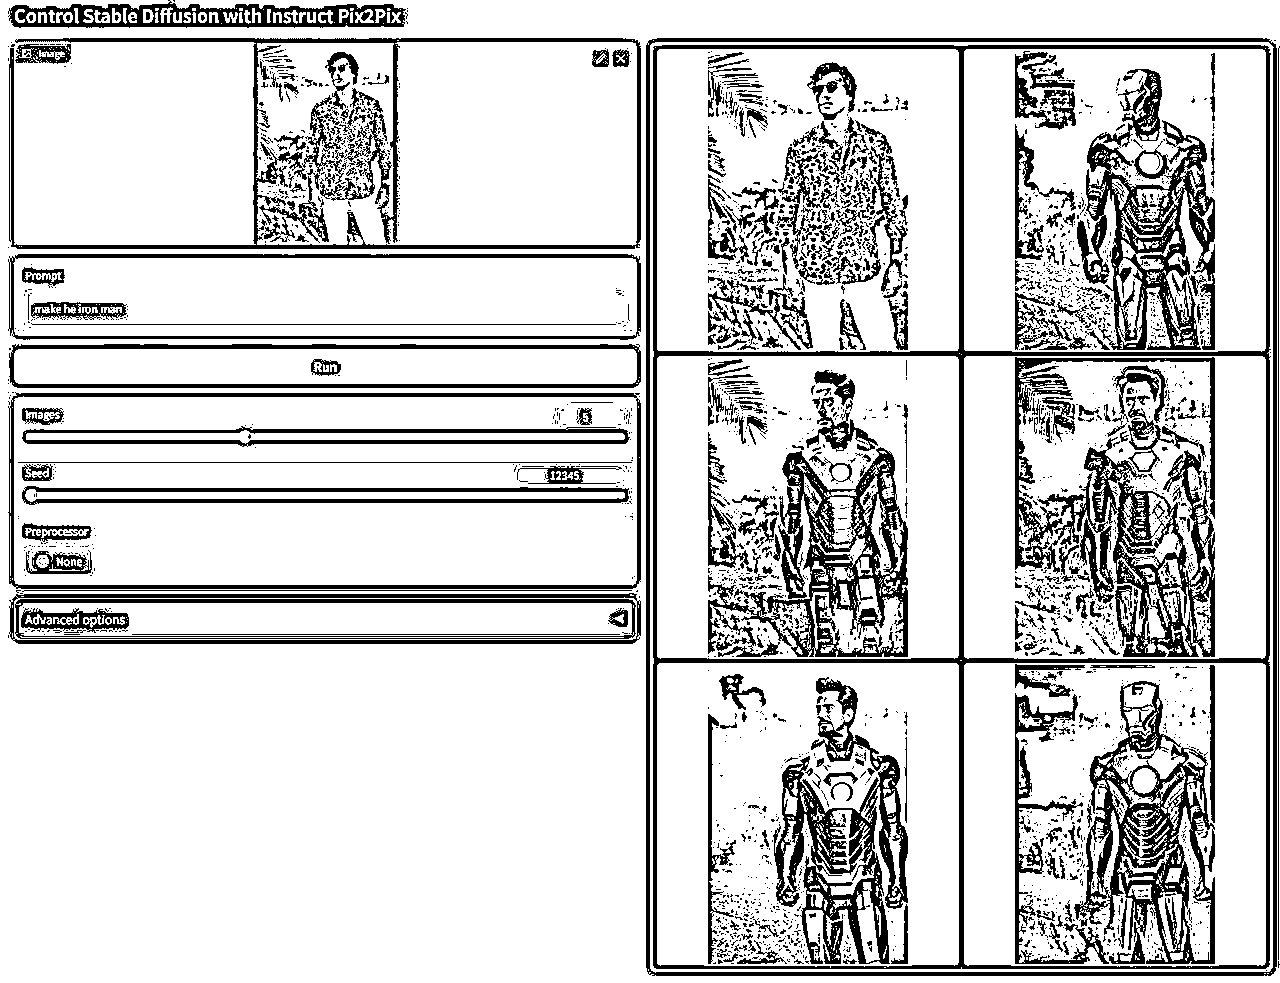 Control Stable Diffusion with Instruct Pix2Pix
Image
Prompt
make he iron man
Run
Images
Seed
12345
Preprocessor
None
Advanced options